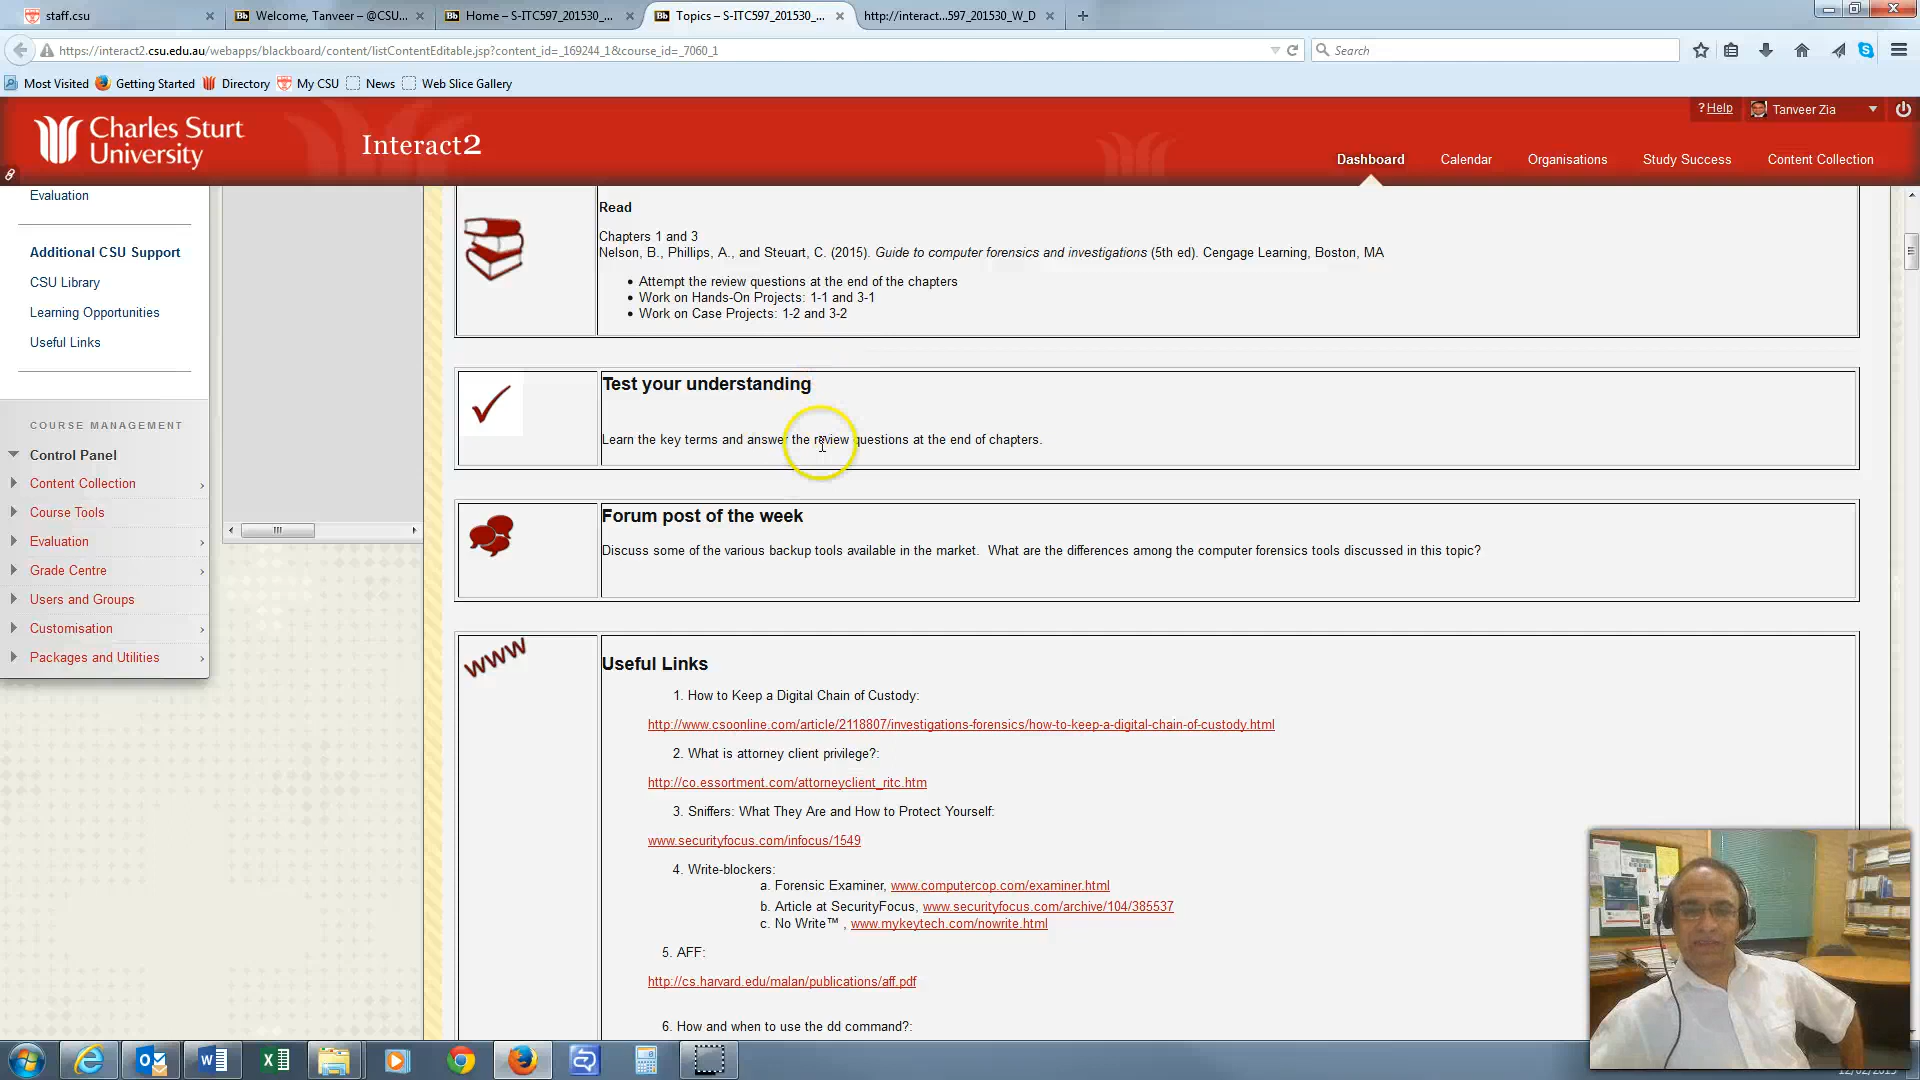 staff.csu
Welcome, Tanveer – @CSU...
Home – S-ITC597_201530_...
Topics – S-ITC597_201530_...
http://interact...597_201530_W_D
https://interact2.csu.edu.au/webapps/blackboard/content/listContentEditable.jsp?content_id=_169244_1&course_id=_7060_1
Search
Most Visited
Getting Started
Directory
My CSU
News
Web Slice Gallery
? Help
Tanveer Zia
Charles Sturt
University
Interact2
Dashboard
Calendar
Organisations
Study Success
Content Collection
Evaluation
Additional CSU Support
CSU Library
Learning Opportunities
Useful Links
COURSE MANAGEMENT
Control Panel
Content Collection
Course Tools
Evaluation
Grade Centre
Users and Groups
Customisation
Packages and Utilities
Read
Chapters 1 and 3
Nelson, B., Phillips, A., and Steuart, C. (2015). Guide to computer forensics and investigations (5th ed). Cengage Learning, Boston, MA
• Attempt the review questions at the end of the chapters
• Work on Hands-On Projects: 1-1 and 3-1
• Work on Case Projects: 1-2 and 3-2
Test your understanding
Learn the key terms and answer the review questions at the end of chapters.
Forum post of the week
Discuss some of the various backup tools available in the market. What are the differences among the computer forensics tools discussed in this topic?
www
Useful Links
1. How to Keep a Digital Chain of Custody:
http://www.csoonline.com/article/2118807/investigations-forensics/how-to-keep-a-digital-chain-of-custody.html
2. What is attorney client privilege?:
http://co.essortment.com/attorneyclient_ritc.htm
3. Sniffers: What They Are and How to Protect Yourself:
www.securityfocus.com/infocus/1549
4. Write-blockers:
a. Forensic Examiner, www.computercop.com/examiner.html
b. Article at SecurityFocus, www.securityfocus.com/archive/104/385537
c. No Write™ , www.mykeytech.com/nowrite.html
5. AFF:
http://cs.harvard.edu/malan/publications/aff.pdf
6. How and when to use the dd command?: